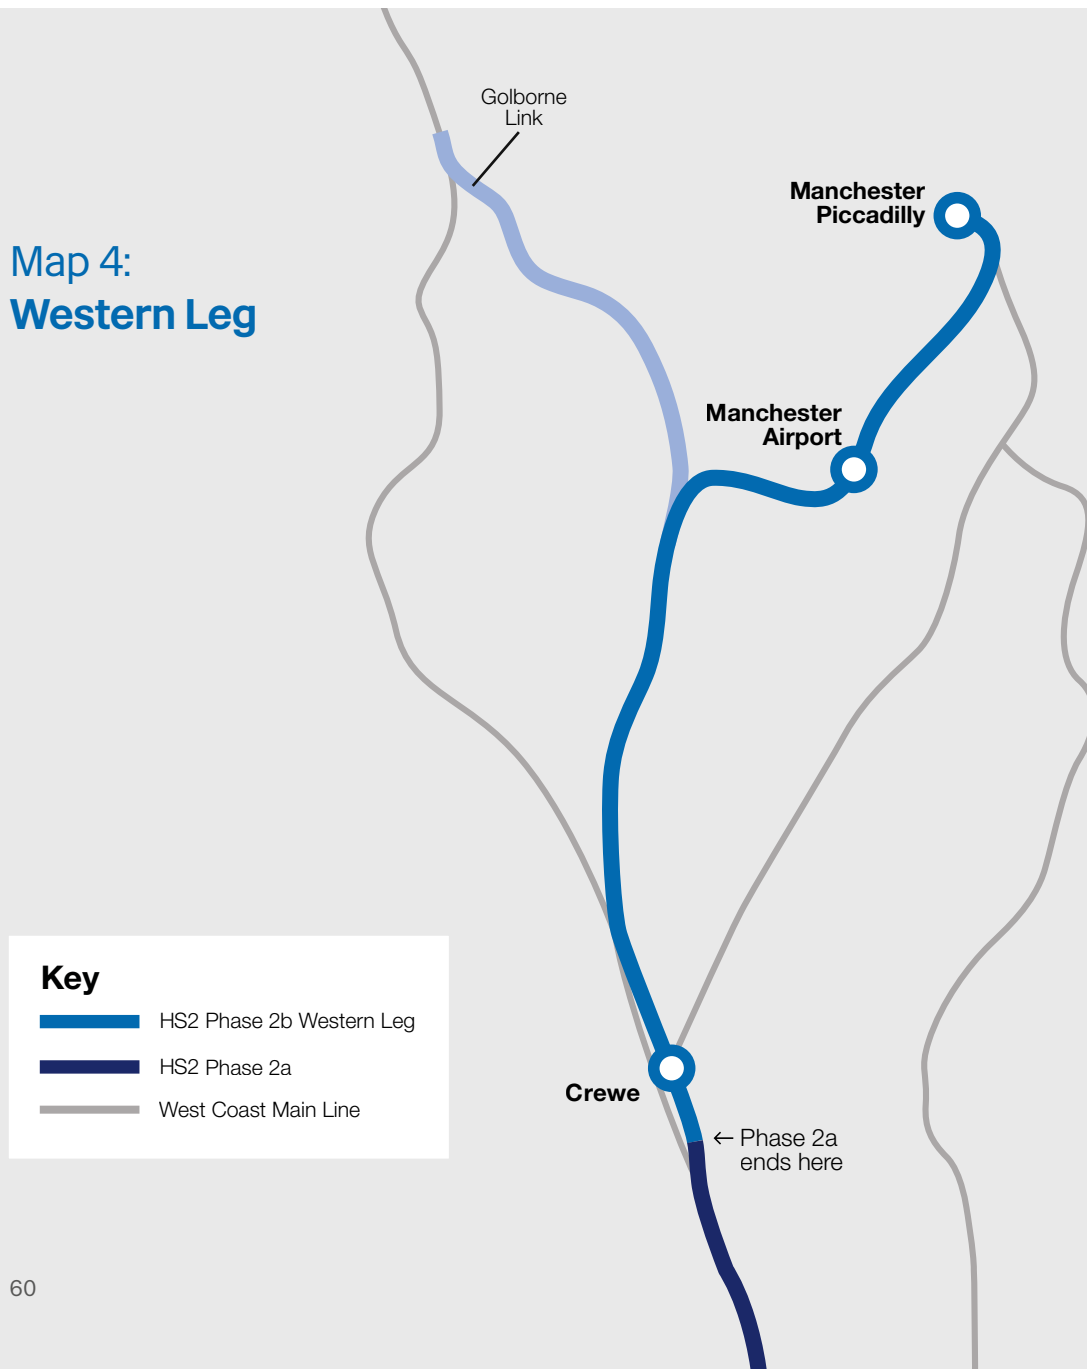 Golborne
Link
Manchester
Piccadilly
Map 4:
Western Leg
Manchester
Airport
Key
HS2 Phase 2b Western Leg
HS2 Phase 2a
West Coast Main Line
Crewe
← Phase 2a
ends here
60